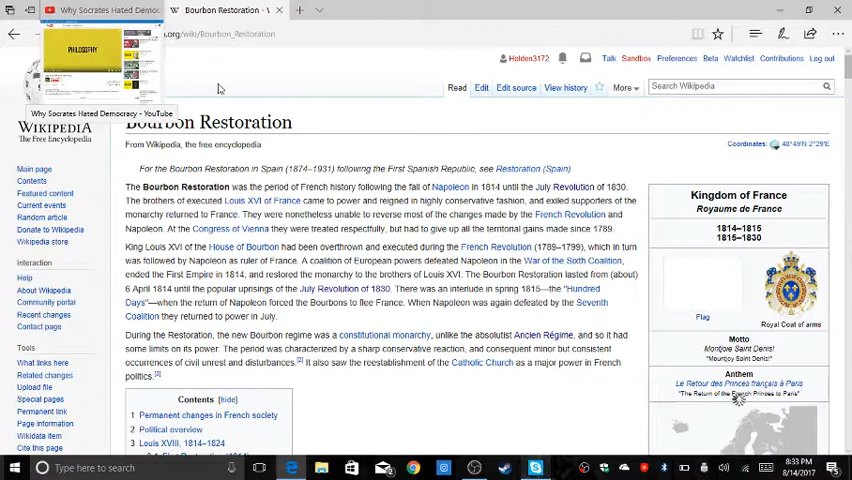 Why Socrates Hated Democ
Bourbon Restoration - W
.org/wiki/Bourbon_Restoration
PHILOSOPHY
Why Socrates Hated Democracy - YouTube
Holden3172
Talk
Sandbox
Preferences
Beta
Watchlist
Contributions
Log out
Read
Edit
Edit source
View history
More
Search Wikipedia
WIKIPEDIA
The Free Encyclopedia
Main page
Contents
Featured content
Current events
Random article
Donate to Wikipedia
Wikipedia store
Interaction
Help
About Wikipedia
Community portal
Recent changes
Contact page
Tools
What links here
Related changes
Upload file
Special pages
Permanent link
Page information
Wikidata item
Cite this page
Bourbon Restoration
From Wikipedia, the free encyclopedia
Coordinates: 48°49′N 2°29′E
For the Bourbon Restoration in Spain (1874–1931) following the First Spanish Republic, see Restoration (Spain)
The Bourbon Restoration was the period of French history following the fall of Napoleon in 1814 until the July Revolution of 1830.
The brothers of executed Louis XVI of France came to power and reigned in highly conservative fashion, and exiled supporters of the
monarchy returned to France. They were nonetheless unable to reverse most of the changes made by the French Revolution and
Napoleon. At the Congress of Vienna they were treated respectfully, but had to give up all the territorial gains made since 1789.
King Louis XVI of the House of Bourbon had been overthrown and executed during the French Revolution (1789–1799), which in turn
was followed by Napoleon as ruler of France. A coalition of European powers defeated Napoleon in the War of the Sixth Coalition,
ended the First Empire in 1814, and restored the monarchy to the brothers of Louis XVI. The Bourbon Restoration lasted from (about)
6 April 1814 until the popular uprisings of the July Revolution of 1830. There was an interlude in spring 1815—the "Hundred
Days"—when the return of Napoleon forced the Bourbons to flee France. When Napoleon was again defeated by the Seventh
Coalition they returned to power in July.
During the Restoration, the new Bourbon regime was a constitutional monarchy, unlike the absolutist Ancien Régime, and so it had
some limits on its power. The period was characterized by a sharp conservative reaction, and consequent minor but consistent
occurrences of civil unrest and disturbances.[2] It also saw the reestablishment of the Catholic Church as a major power in French
politics.[3]
Contents [hide]
1 Permanent changes in French society
2 Political overview
3 Louis XVIII, 1814–1824
Kingdom of France
Royaume de France
1814–1815
1815–1830
Flag
Royal Coat of arms
Motto
Montjoie Saint Denis!
"Mountjoy Saint Denis!"
Anthem
Le Retour des Princes français à Paris
"The Return of the French Princes to Paris"
Type here to search
8:33 PM
8/14/2017